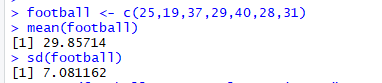 > football <- c(25,19,37,29,40,28,31)
> mean(football)
[1] 29.85714
> sd(football)
[1] 7.081162